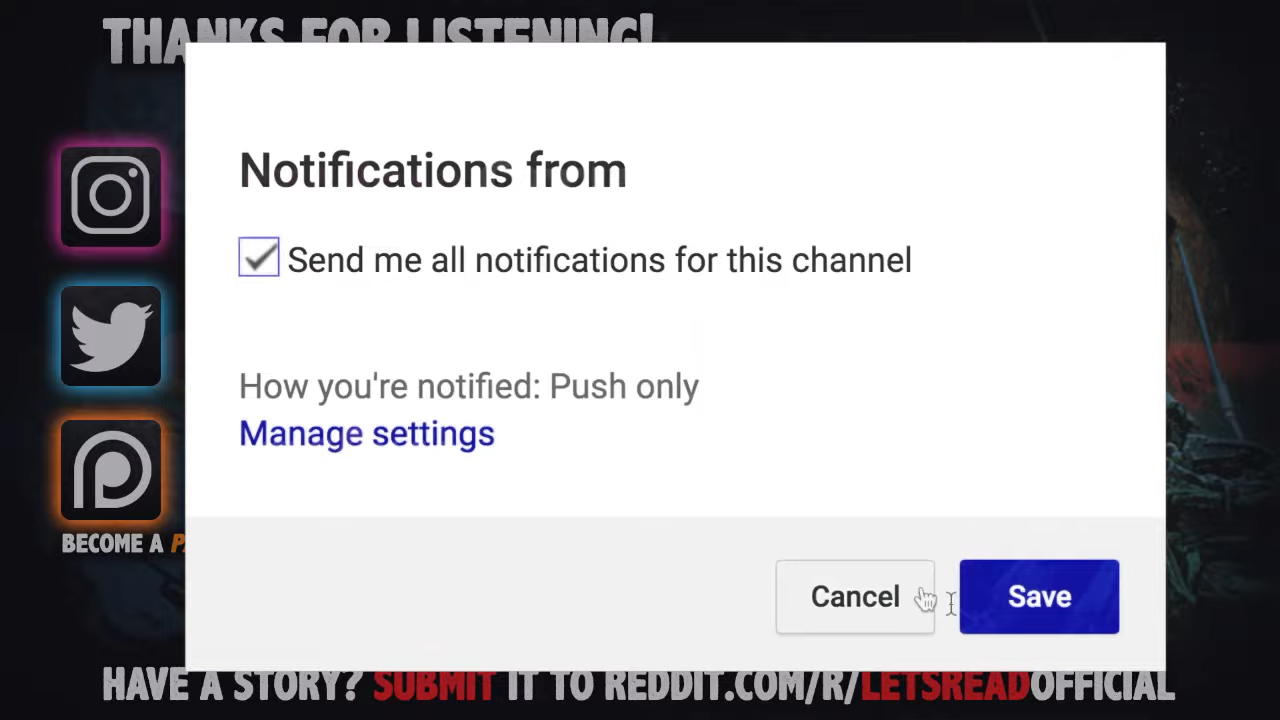 THANKS FOR LISTENING!
Notifications from
Send me all notifications for this channel
How you're notified: Push only
Manage settings
BECOME A
Cancel
Save
HAVE A STORY? SUBMIT IT TO REDDIT.COM/R/LETSREADOFFICIAL